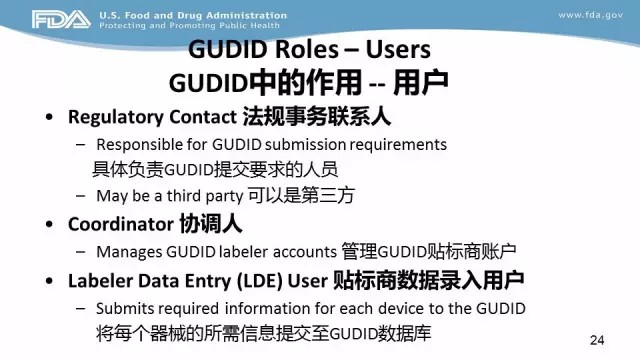 FDA U.S. Food and Drug Administration
Protecting and Promoting Public Health
www.fda.gov
GUDID Roles – Users
GUDID中的作用 -- 用户
• Regulatory Contact 法规事务联系人
– Responsible for GUDID submission requirements
具体负责GUDID提交要求的人员
– May be a third party 可以是第三方
• Coordinator 协调人
– Manages GUDID labeler accounts 管理GUDID贴标商账户
• Labeler Data Entry (LDE) User 贴标商数据录入用户
– Submits required information for each device to the GUDID
将每个器械的所需信息提交至GUDID数据库
24